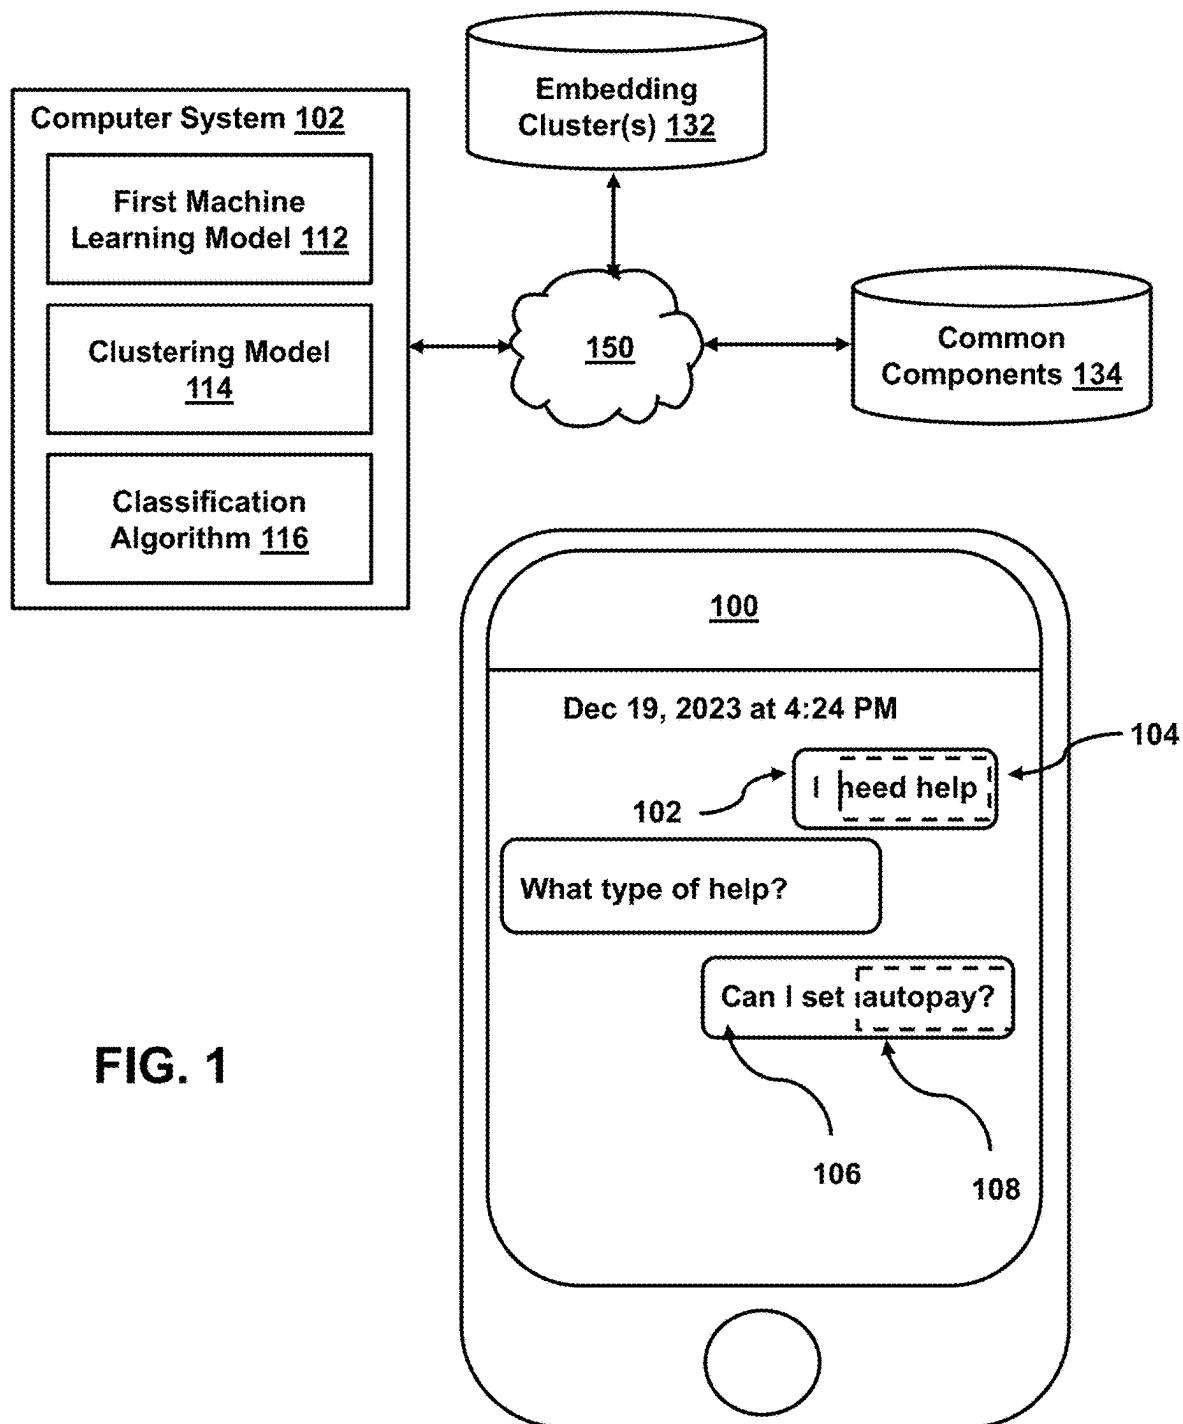 Embedding
Cluster(s) 132
Computer System 102
First Machine
Learning Model 112
Clustering Model
114
Classification
Algorithm 116
150
Common
Components 134
100
Dec 19, 2023 at 4:24 PM
104
I need help
102
What type of help?
Can I set autopay?
FIG. 1
106
108